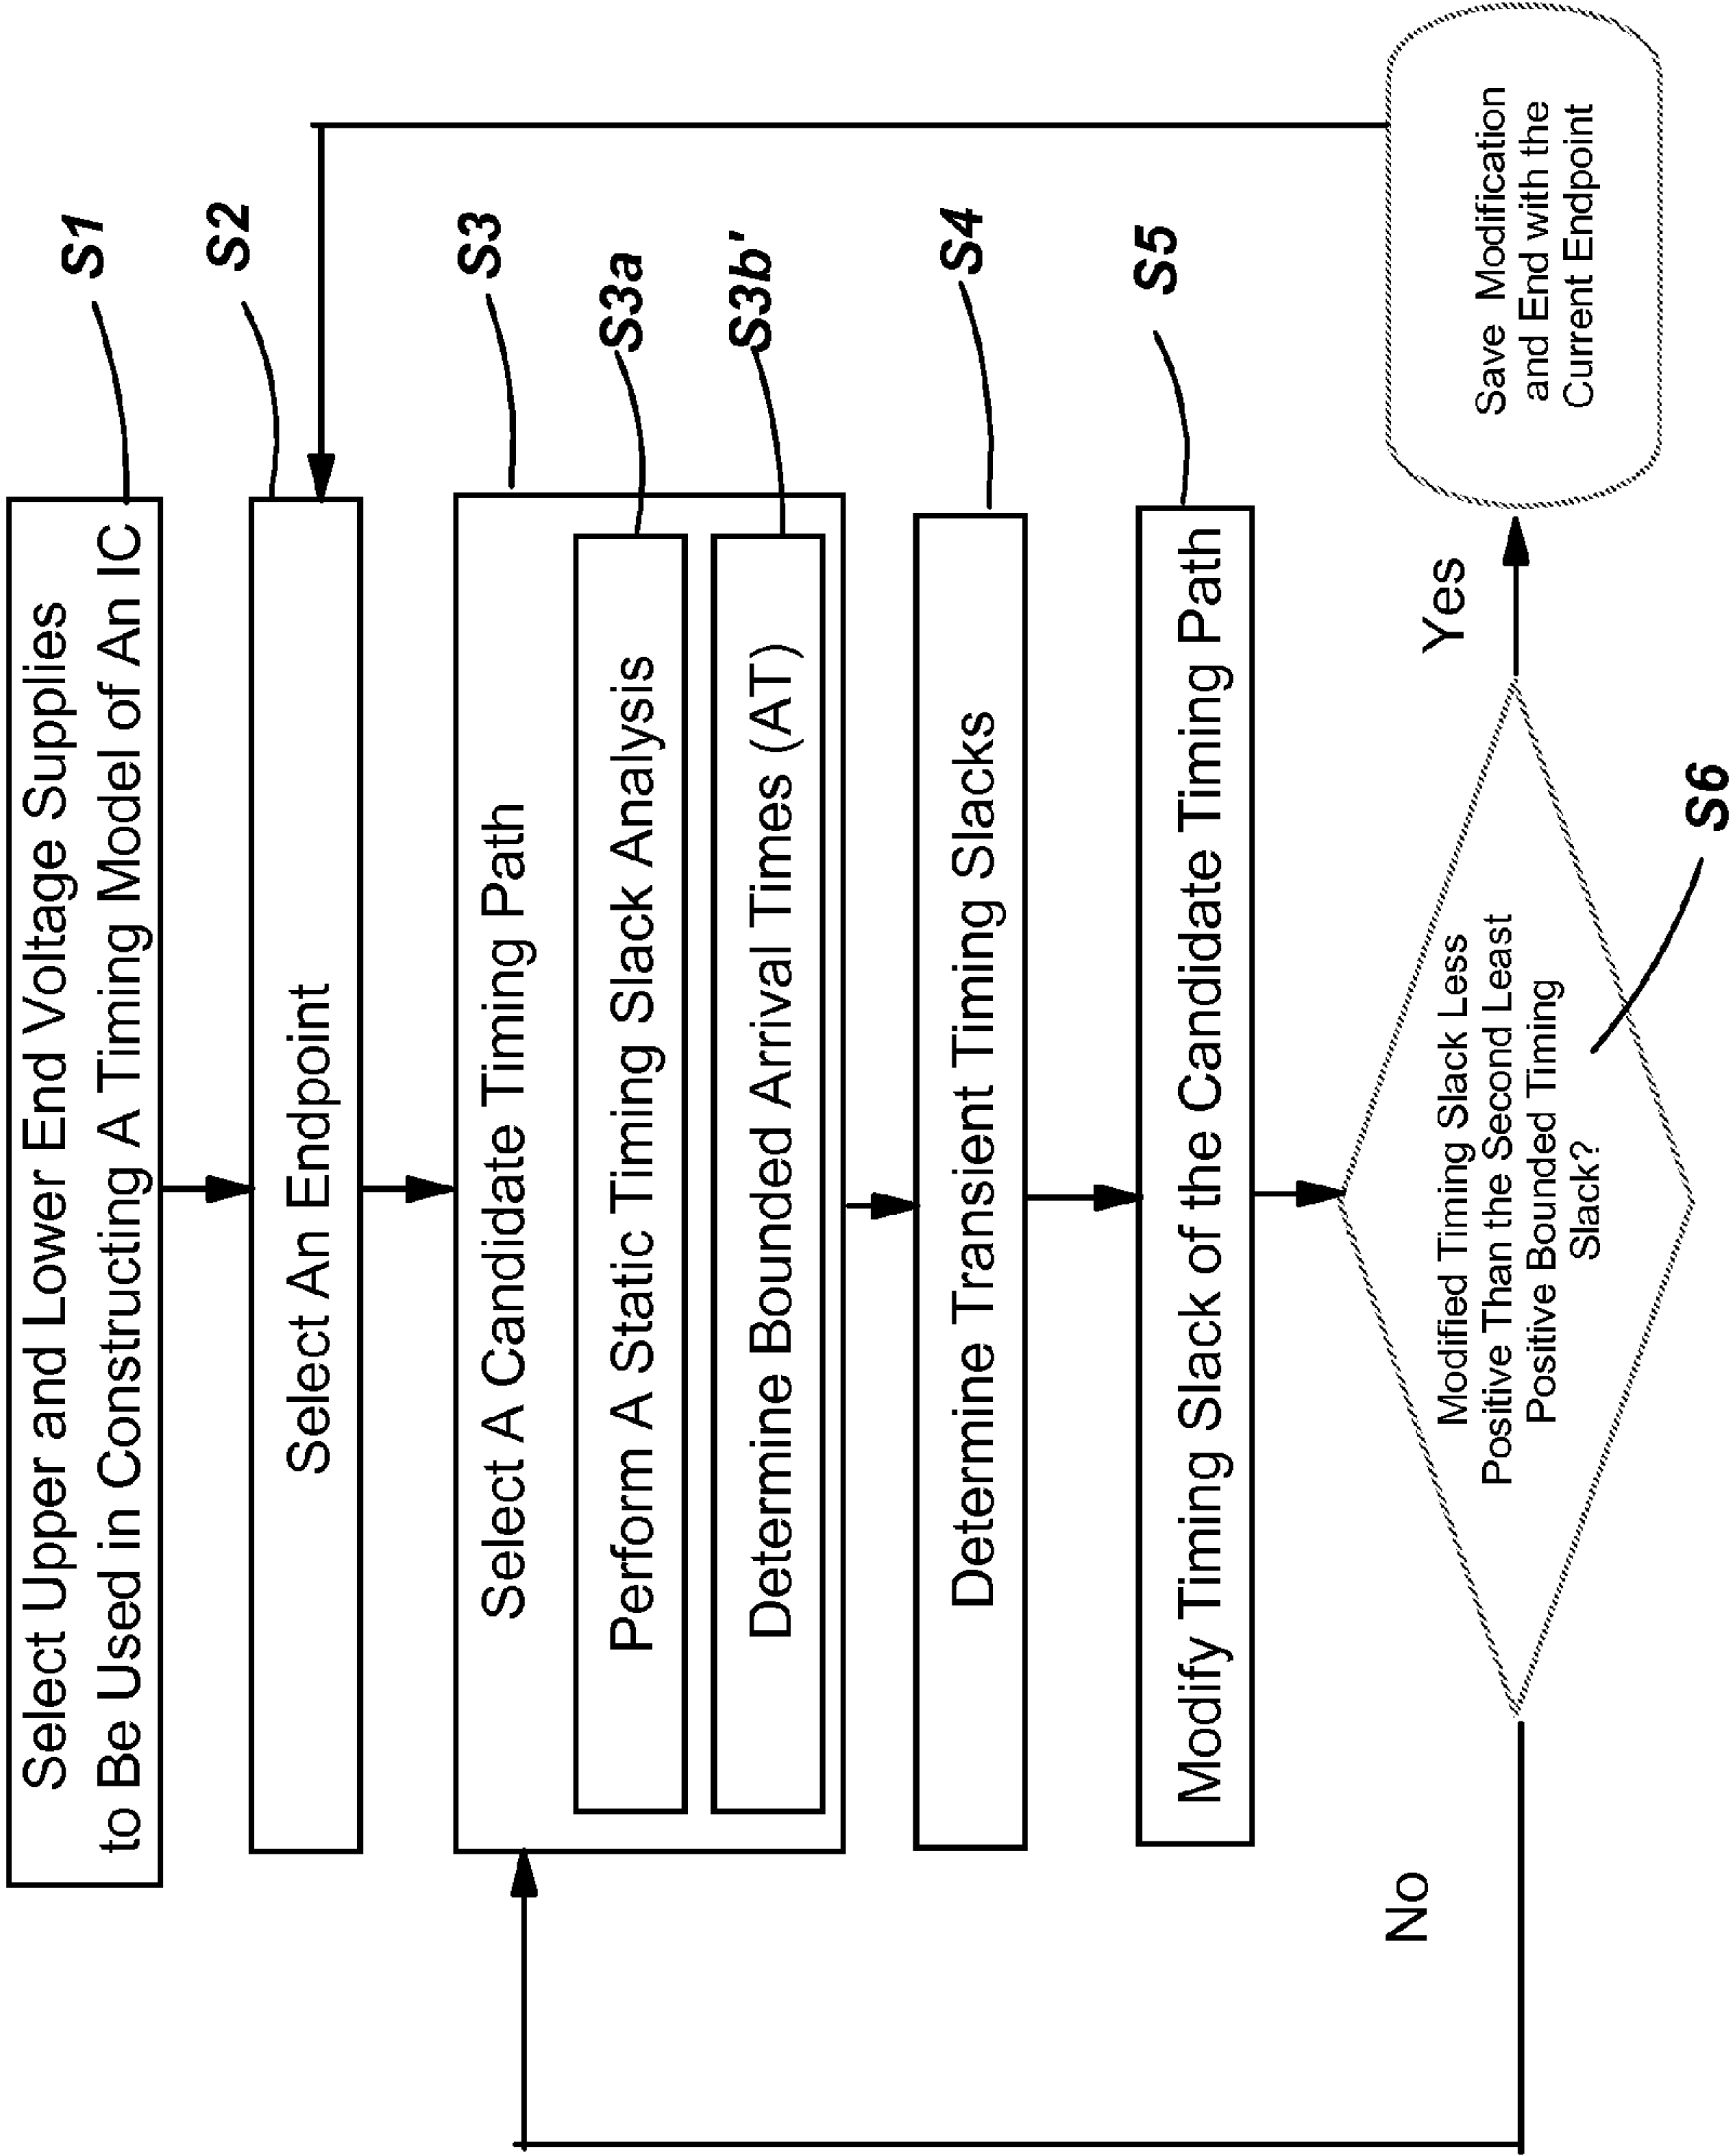 Select Upper and Lower End Voltage Supplies
to Be Used in Constructing A Timing Model of An IC
S1
Select An Endpoint
S2
Select A Candidate Timing Path
S3
Perform A Static Timing Slack Analysis
S3a
Determine Bounded Arrival Times (AT)
S3b'
Determine Transient Timing Slacks
S4
Modify Timing Slack of the Candidate Timing Path
S5
No
Modified Timing Slack Less
Positive Than the Second Least
Positive Bounded Timing
Slack?
S6
Yes
Save Modification
and End with the
Current Endpoint